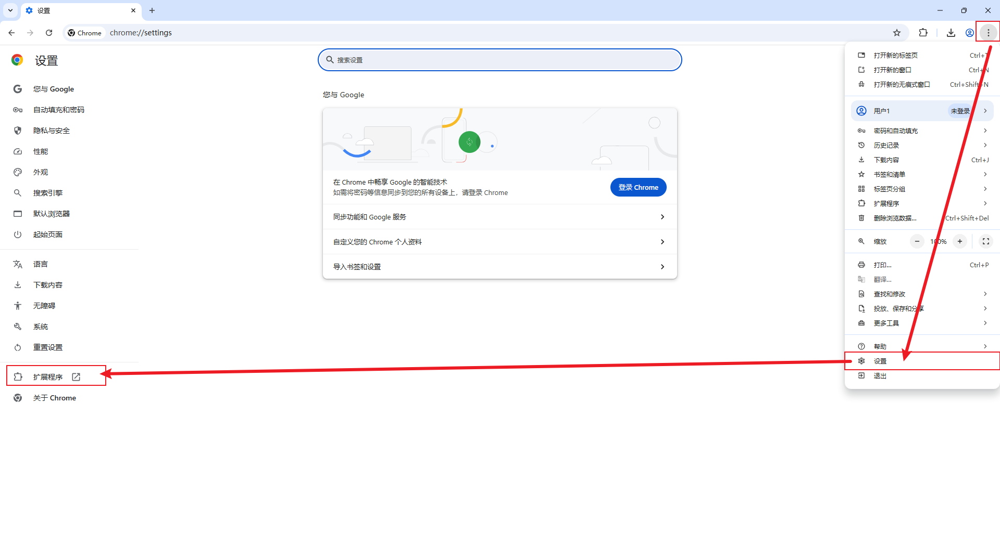 设置
Chrome
chrome://settings
设置
搜索设置
您与 Google
自动填充和密码
隐私与安全
性能
外观
搜索引擎
默认浏览器
起始页面
语言
下载内容
无障碍
系统
重置设置
扩展程序
关于 Chrome
您与 Google
在 Chrome 中畅享 Google 的智能技术
如需将密码等信息同步到您的所有设备上，请登录 Chrome
登录 Chrome
同步功能和 Google 服务
自定义您的 Chrome 个人资料
导入书签和设置
打开新的标签页 Ctrl+T
打开新的窗口 Ctrl+N
打开新的无痕式窗口 Ctrl+Shift+N
用户1 未登录
密码和自动填充
历史记录
下载内容 Ctrl+J
书签和清单
标签页分组
扩展程序
删除浏览数据... Ctrl+Shift+Del
缩放 100%
打印... Ctrl+P
翻译...
查找和修改
投放、保存和分享
更多工具
帮助
设置
退出